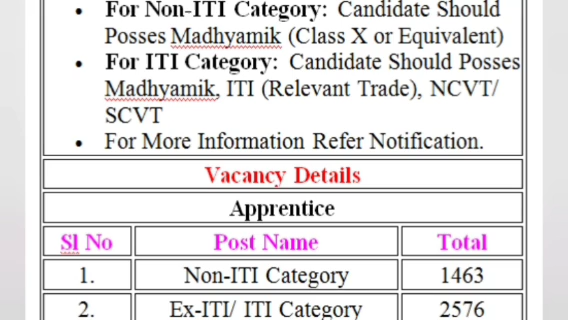 • For Non-ITI Category: Candidate Should
Posses Madhyamik (Class X or Equivalent)
• For ITI Category: Candidate Should Posses
Madhyamik, ITI (Relevant Trade), NCVT/
SCVT
• For More Information Refer Notification.
Vacancy Details
Apprentice
Sl No Post Name Total
1. Non-ITI Category 1463
2. Ex-ITI/ ITI Category 2576